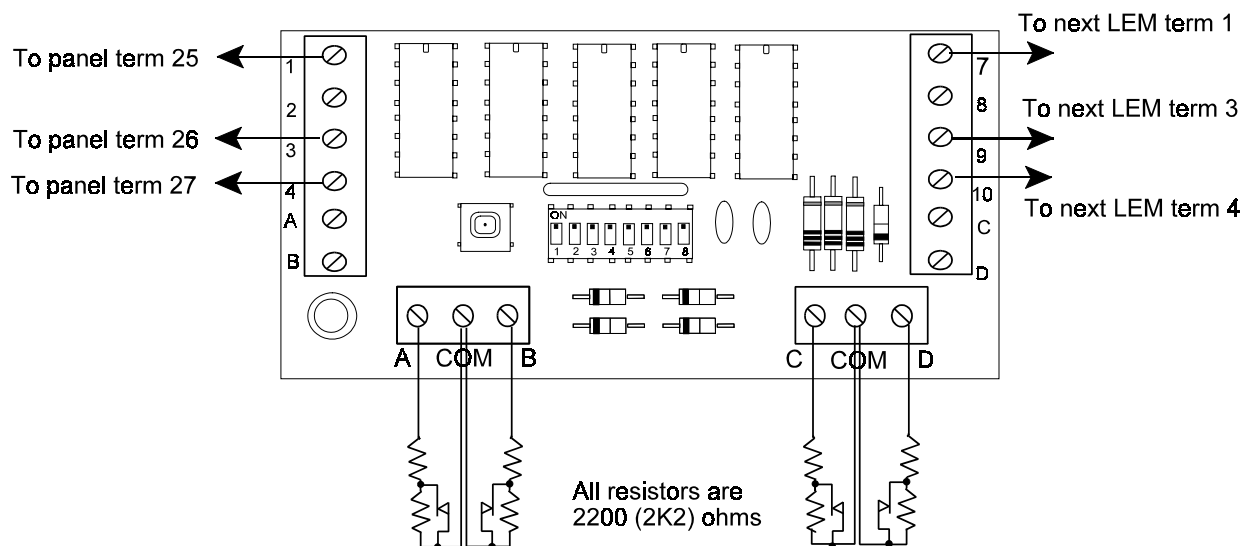 To next LEM term 1
To panel term 25
1
2
To panel term 26
3
To panel term 27
4
A
B
7
8
To next LEM term 3
9
10
To next LEM term 4
C
D
ON
1 2 3 4 5 6 7 8
A COM B
C COM D
All resistors are
2200 (2K2) ohms